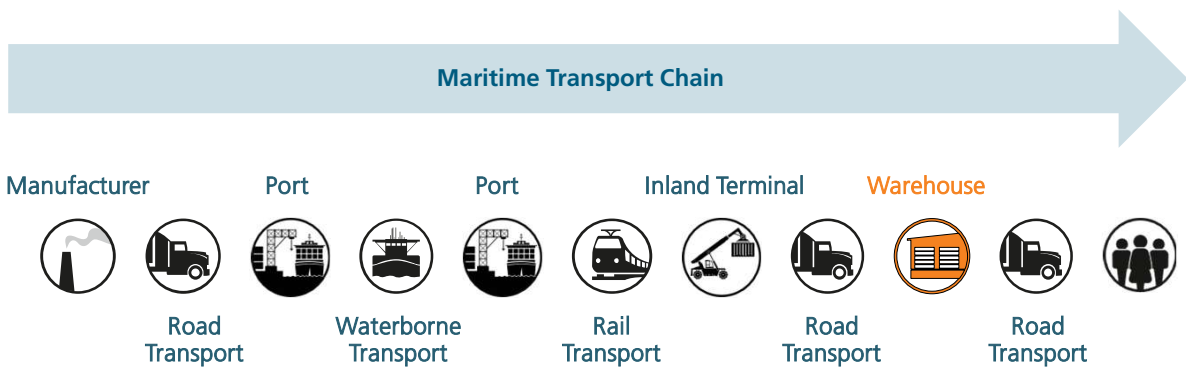 Maritime Transport Chain
Manufacturer
Port
Port
Inland Terminal
Warehouse
Road
Transport
Waterborne
Transport
Rail
Transport
Road
Transport
Road
Transport